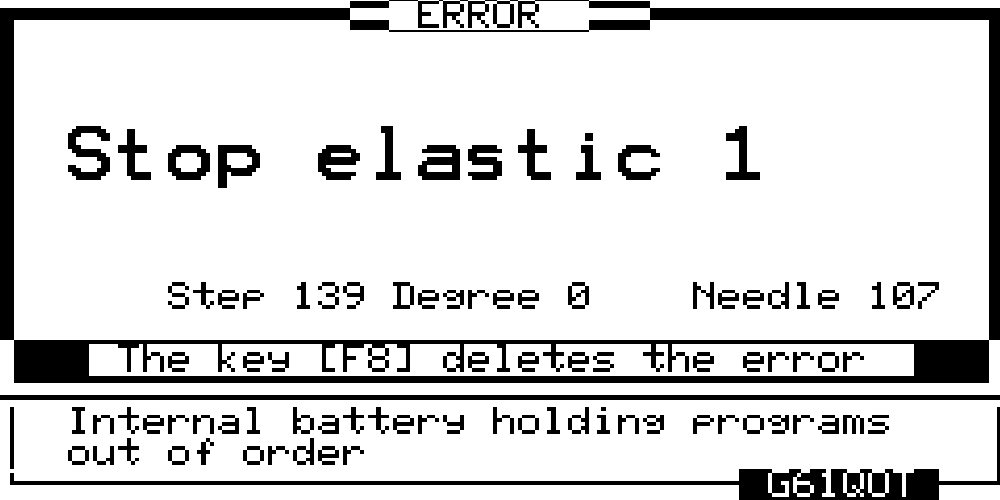 ERROR
Stop elastic 1
Step 139 Degree 0 Needle 107
The key [F8] deletes the error
Internal battery holding programs
out of order